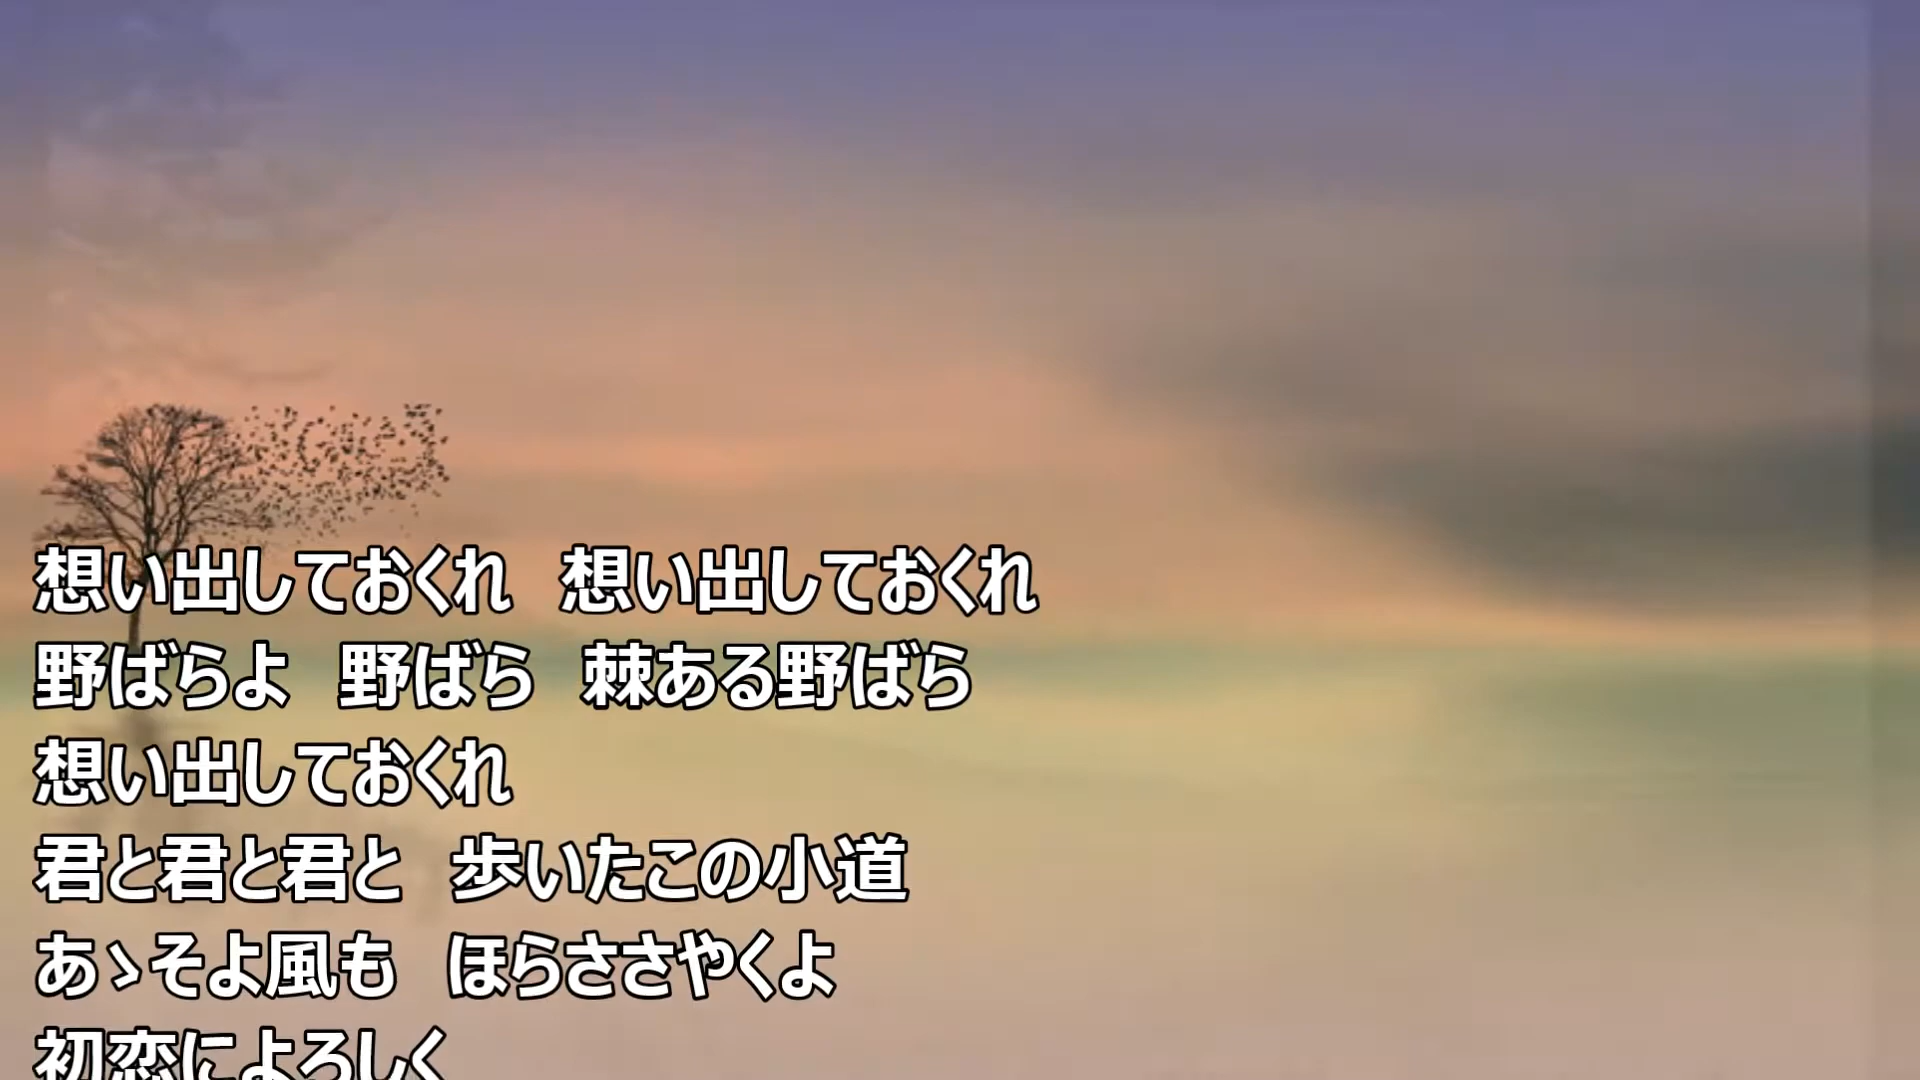 想い出しておくれ　想い出しておくれ
野ばらよ　野ばら　棘ある野ばら
想い出しておくれ
君と君と君と　歩いたこの小道
あゝそよ風も　ほらささやくよ
初恋によろしく